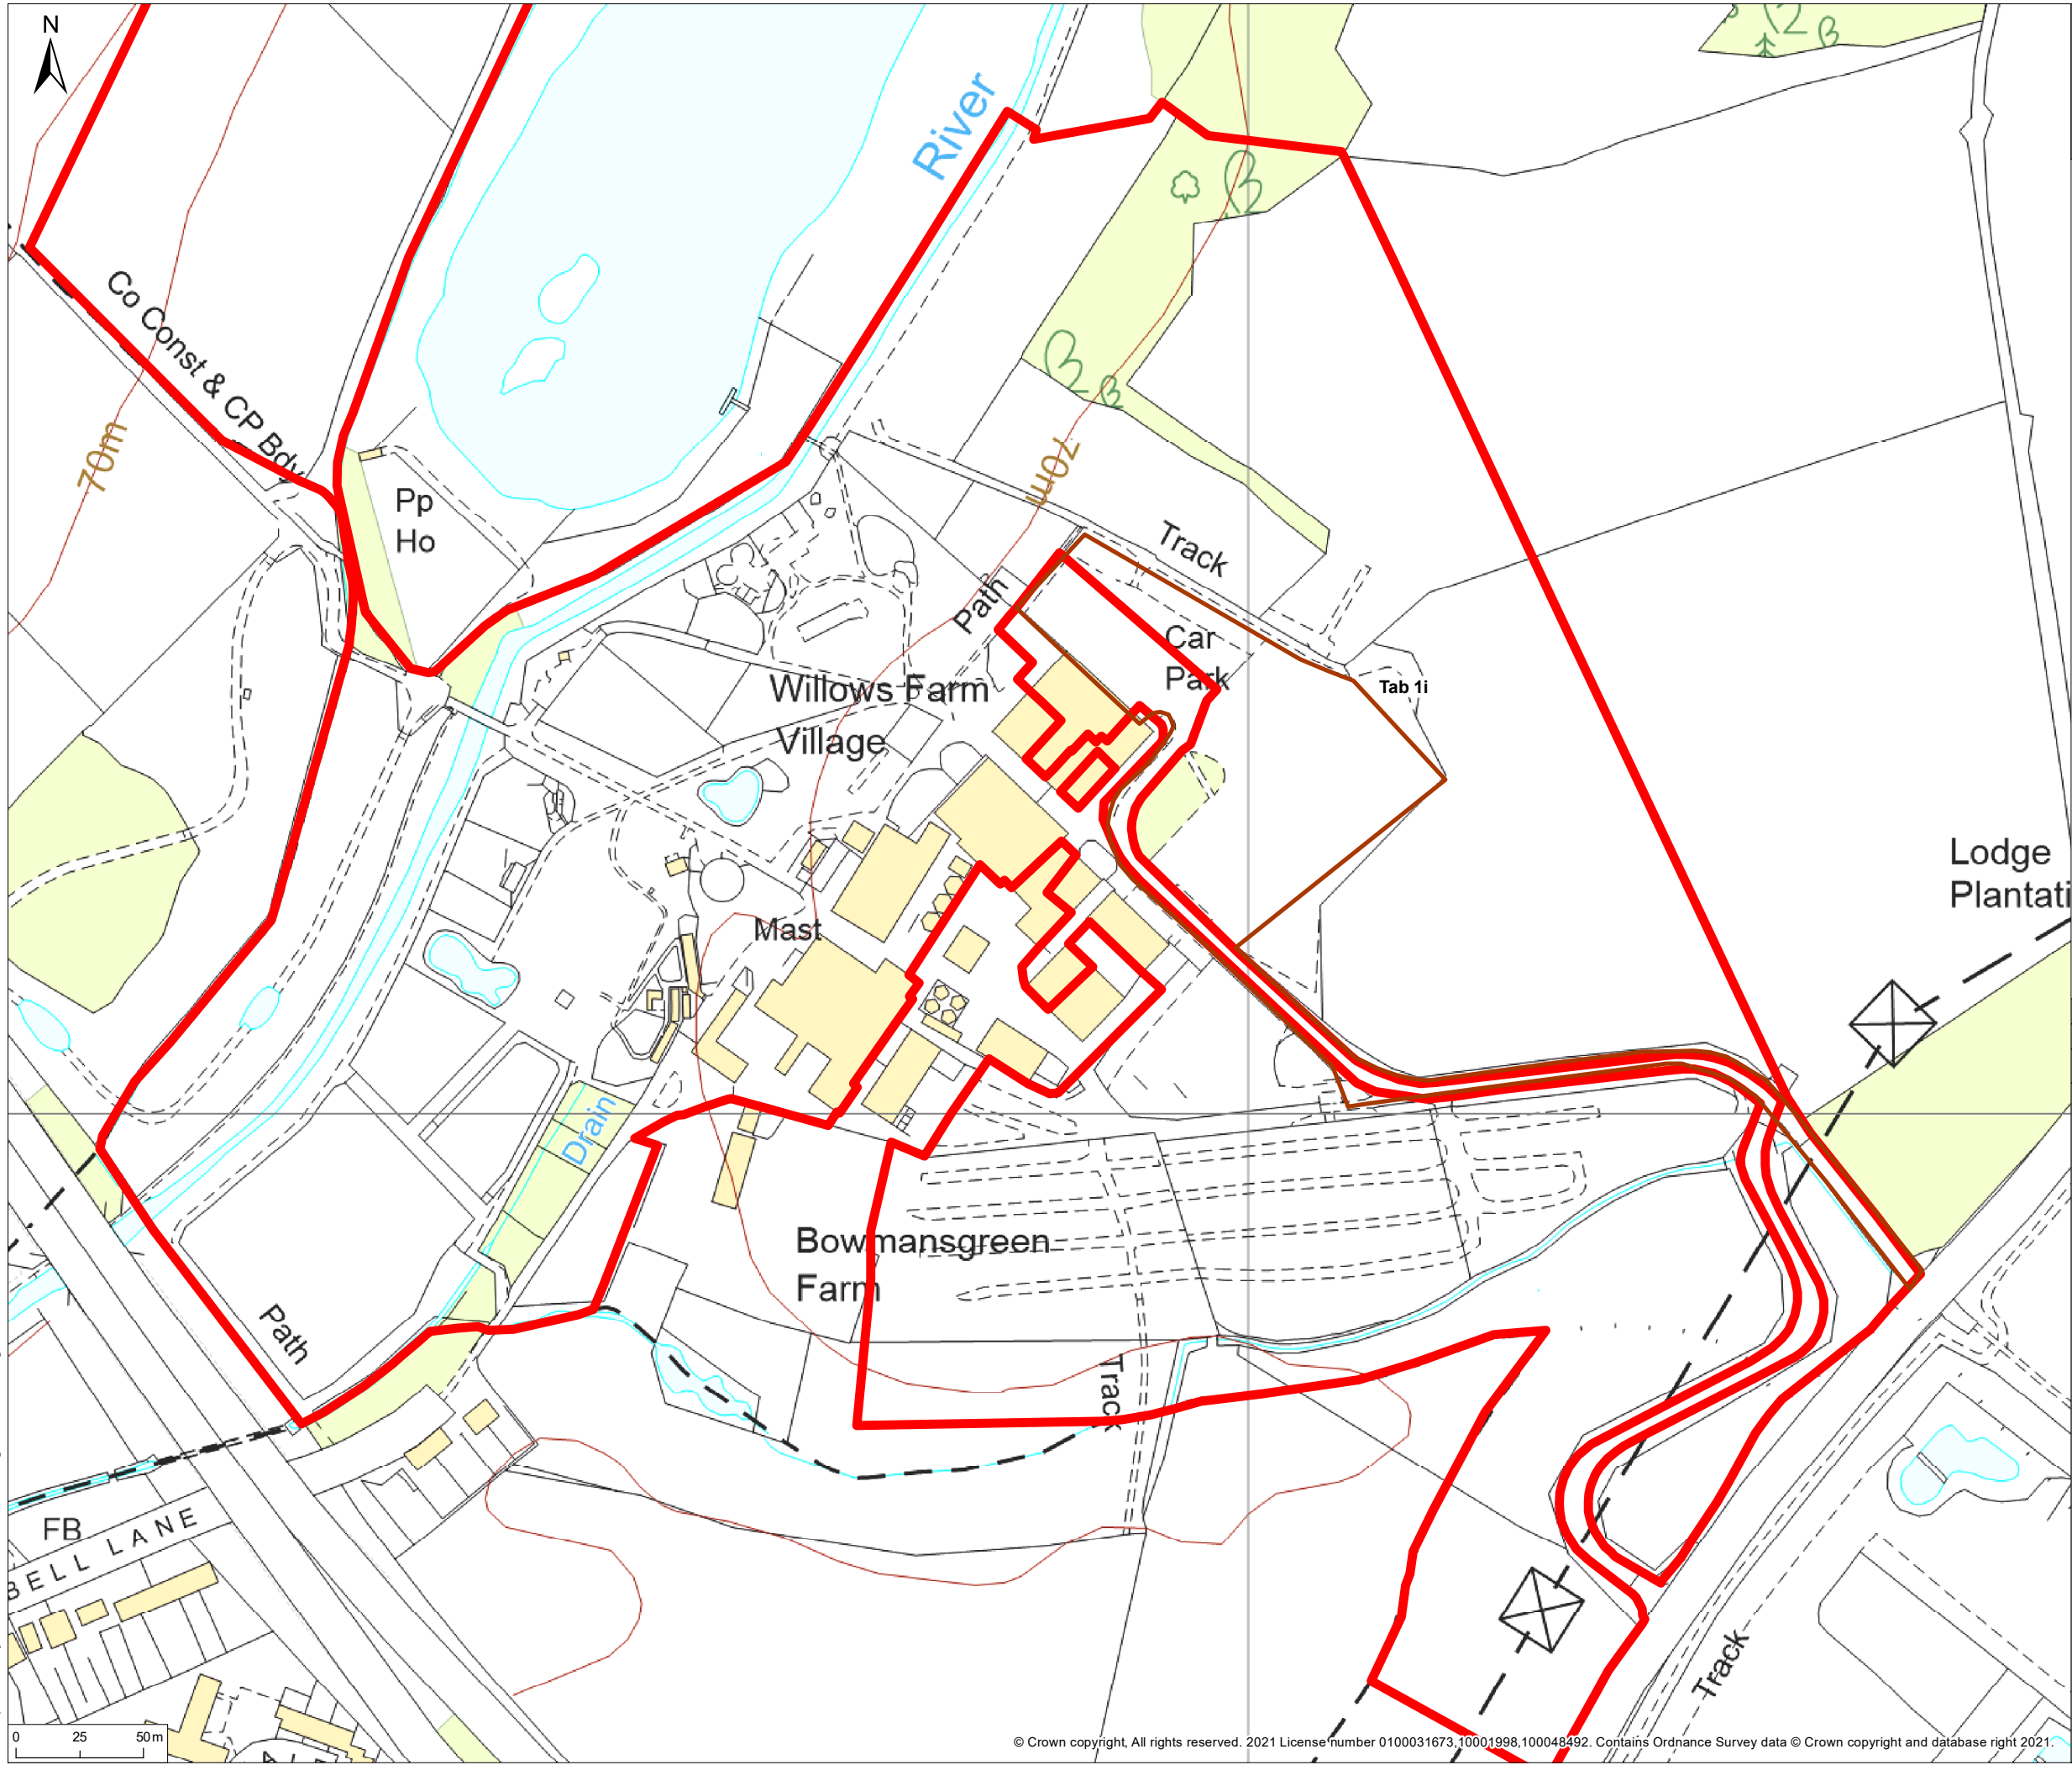 N
River
Co Const & CP Bdy
70m
70m
Pp
Ho
Track
Path
Car
Park
Tab 1i
Willows Farm
Village
Lodge
Plantati
Mast
Drain
Bowmansgreen
Farm
Path
Track
FB
BELL LANE
Track
0 25 50m
© Crown copyright, All rights reserved. 2021 License number 0100031673,10001998,100048492. Contains Ordnance Survey data © Crown copyright and database right 2021.